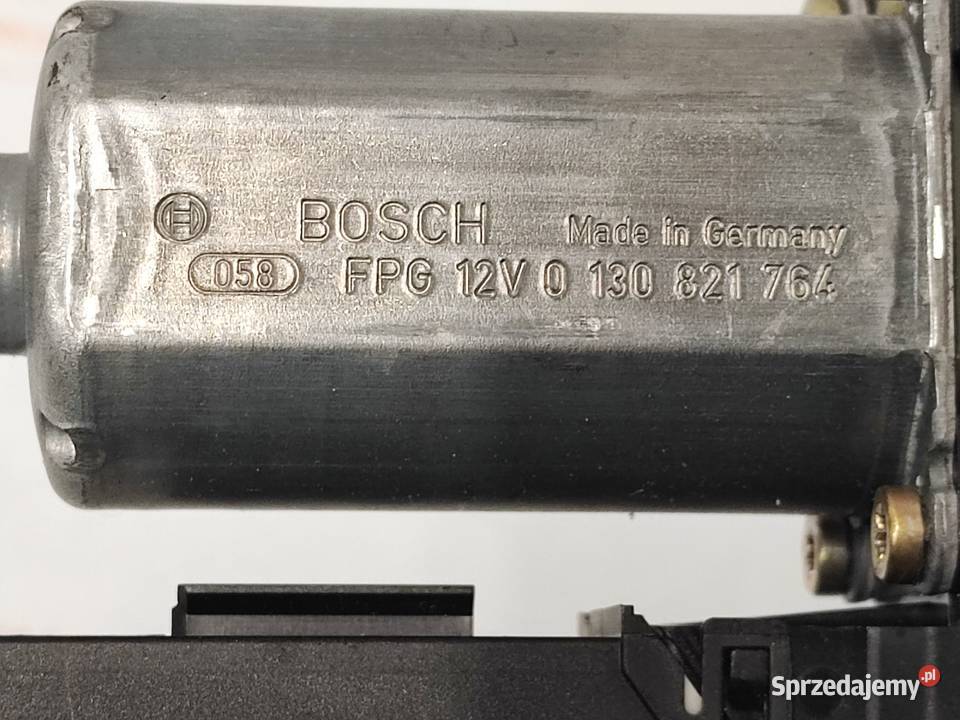 BOSCH Made in Germany
058 FPG 12V 0 130 821 764
Sprzedajemy.pl